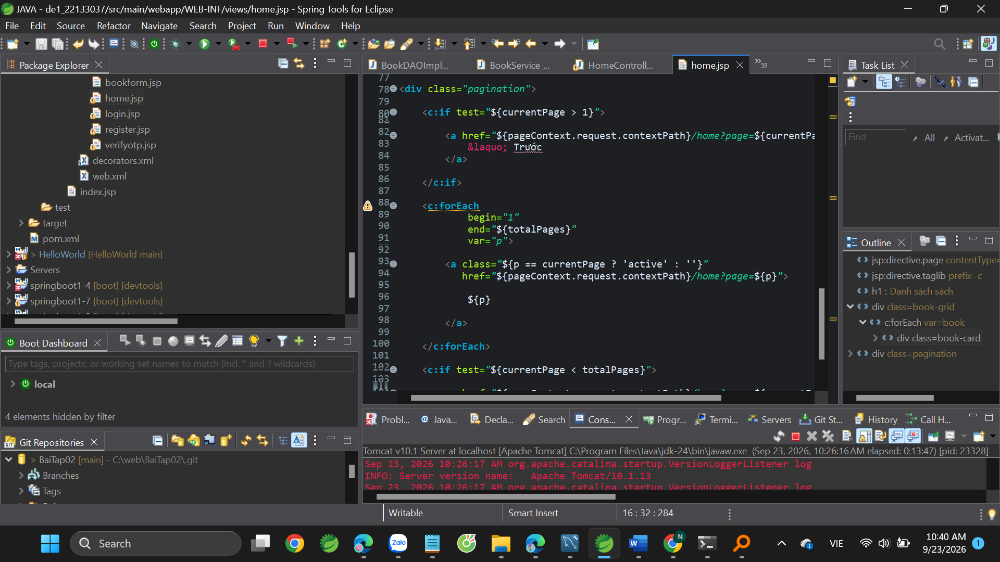 JAVA - de1_22133037/src/main/webapp/WEB-INF/views/home.jsp - Spring Tools for Eclipse
File Edit Source Refactor Navigate Search Project Run Window Help
Package Explorer
bookform.jsp
home.jsp
login.jsp
register.jsp
verifyotp.jsp
decorators.xml
web.xml
index.jsp
test
target
pom.xml
> HelloWorld [HelloWorld main]
Servers
springboot1-4 [boot] [devtools]
springboot1-7 [boot] [devtools]
Boot Dashboard
Type tags, projects, or working set names to match (incl. * and ? wildcards)
local
4 elements hidden by filter
Git Repositories
> BaiTap02 [main] - C:\web\BaiTap02\.git
Branches
Tags
BookDAOImpl... BookService_... HomeControll... home.jsp »59
77
78 <div class="pagination">
79
80 <c:if test="${currentPage > 1}">
81
82 <a href="${pageContext.request.contextPath}/home?page=${currentPa
83 &laquo; Trước
84 </a>
85
86 </c:if>
87
88 <c:forEach
89 begin="1"
90 end="${totalPages}"
91 var="p">
92
93 <a class="${p == currentPage ? 'active' : ''}"
94 href="${pageContext.request.contextPath}/home?page=${p}">
95
96 ${p}
97
98 </a>
99
100 </c:forEach>
101
102 <c:if test="${currentPage < totalPages}">
103
Probl... Java... Decla... Search Cons... Progr... Termi... Servers Git St... History Call H...
Tomcat v10.1 Server at localhost [Apache Tomcat] C:\Program Files\Java\jdk-24\bin\javaw.exe (Sep 23, 2026, 10:26:16 AM elapsed: 0:13:47) [pid: 23328]
Sep 23, 2026 10:26:17 AM org.apache.catalina.startup.VersionLoggerListener log
INFO: Server version name: Apache Tomcat/10.1.13
Sep 23, 2026 10:26:17 AM org.apache.catalina.startup.VersionLoggerListener log
Task List
Find All Activat...
Outline
jsp:directive.page contentType=
jsp:directive.taglib prefix=c
h1 : Danh sách sách
div class=book-grid
c:forEach var=book
div class=book-card
div class=pagination
Writable Smart Insert 16 : 32 : 284
Search
Zalo
N
VIE
10:40 AM
9/23/2026
1